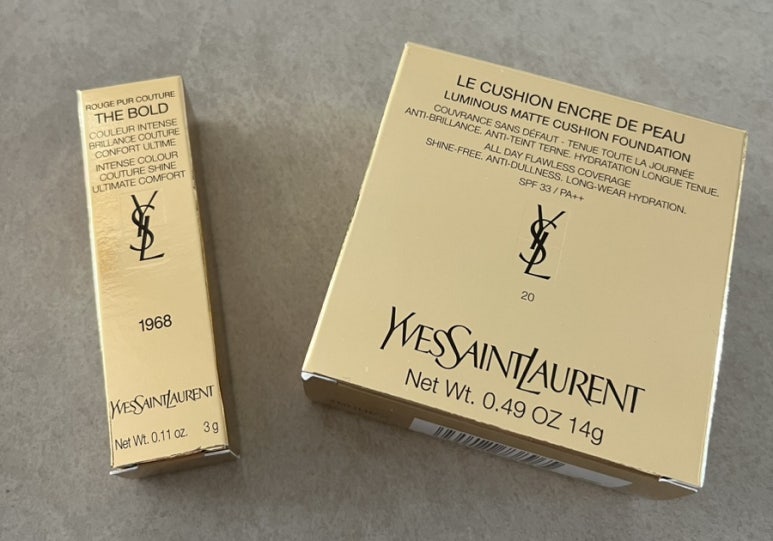 ROUGE PUR COUTURE
THE BOLD
COULEUR INTENSE
BRILLANCE COUTURE
CONFORT ULTIME
INTENSE COLOUR
COUTURE SHINE
ULTIMATE COMFORT
YSL
1968
YVESSAINTLAURENT
Net Wt. 0.11 oz. 3 g
LE CUSHION ENCRE DE PEAU
LUMINOUS MATTE CUSHION FOUNDATION
COUVRANCE SANS DÉFAUT - TENUE TOUTE LA JOURNÉE
ANTI-BRILLANCE. ANTI-TEINT TERNE. HYDRATATION LONGUE TENUE.
ALL DAY FLAWLESS COVERAGE
SHINE-FREE. ANTI-DULLNESS. LONG-WEAR HYDRATION.
SPF 33 / PA++
YSL
20
YVESSAINTLAURENT
Net Wt. 0.49 OZ 14g